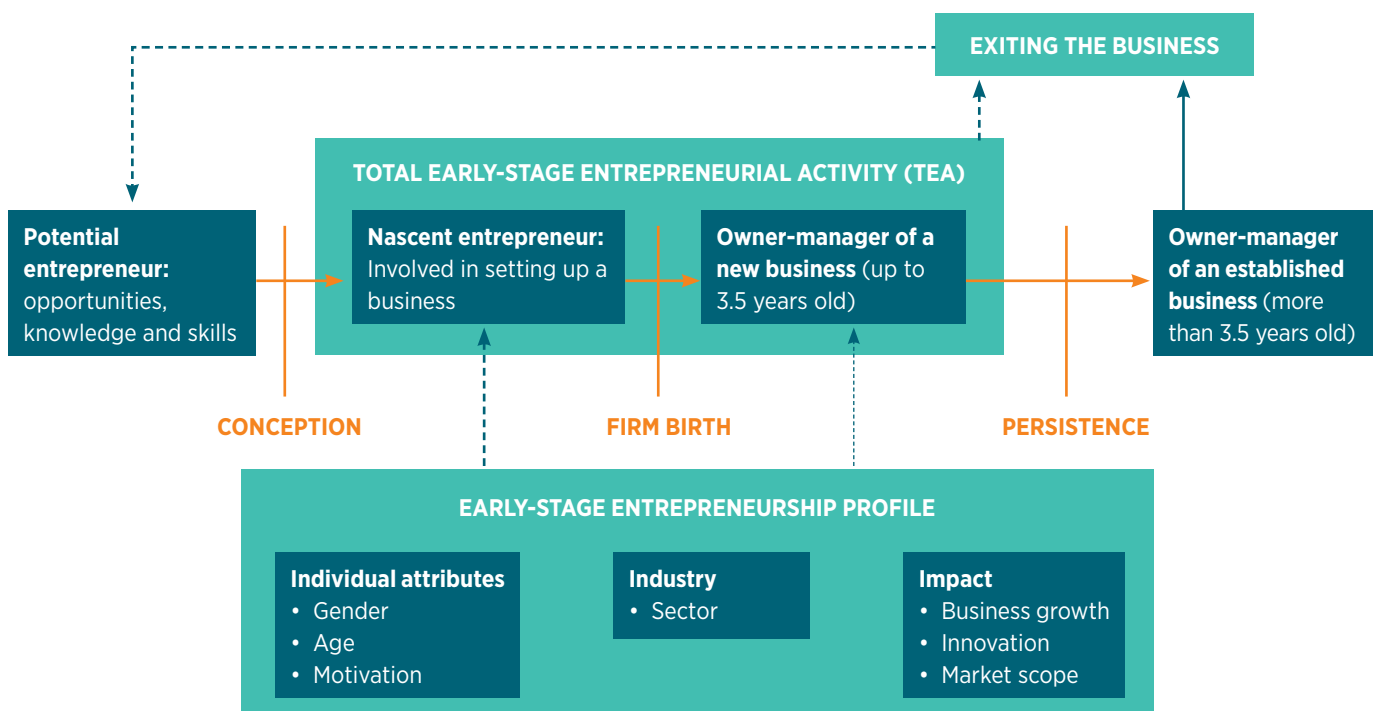 EXITING THE BUSINESS
TOTAL EARLY-STAGE ENTREPRENEURIAL ACTIVITY (TEA)
Potential
entrepreneur:
opportunities,
knowledge and skills
Nascent entrepreneur:
Involved in setting up a
business
Owner-manager of a
new business (up to
3.5 years old)
Owner-manager
of an established
business (more
than 3.5 years old)
CONCEPTION
FIRM BIRTH
PERSISTENCE
EARLY-STAGE ENTREPRENEURSHIP PROFILE
Individual attributes
• Gender
• Age
• Motivation
Industry
• Sector
Impact
• Business growth
• Innovation
• Market scope